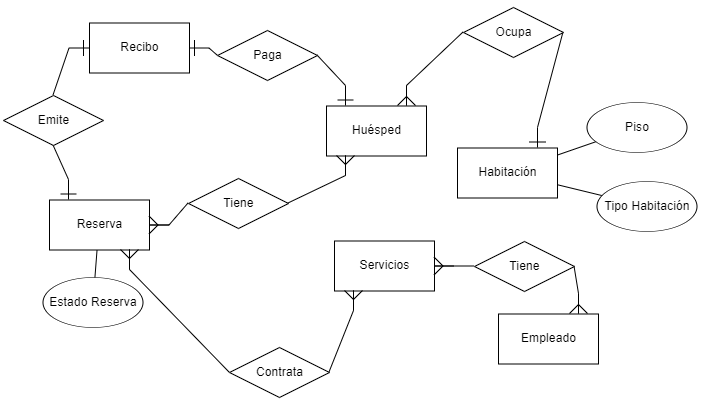 Recibo
Paga
Ocupa
Emite
Huésped
Piso
Habitación
Tipo Habitación
Tiene
Reserva
Servicios
Tiene
Estado Reserva
Empleado
Contrata